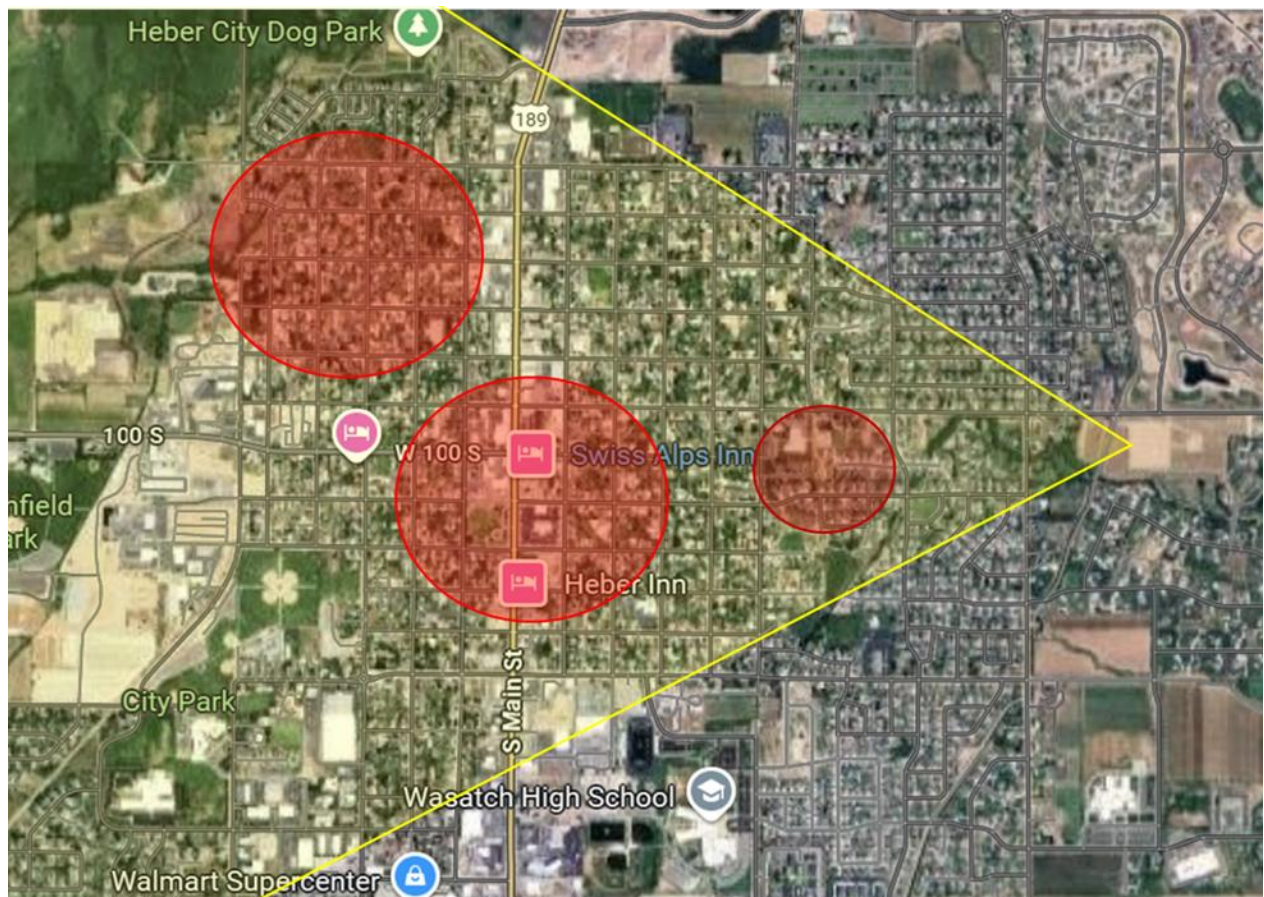 Heber City Dog Park
189
100 S
W 100 S
Swiss Alps Inn
nfield
ark
Heber Inn
S Main St
City Park
Wasatch High School
Walmart Supercenter